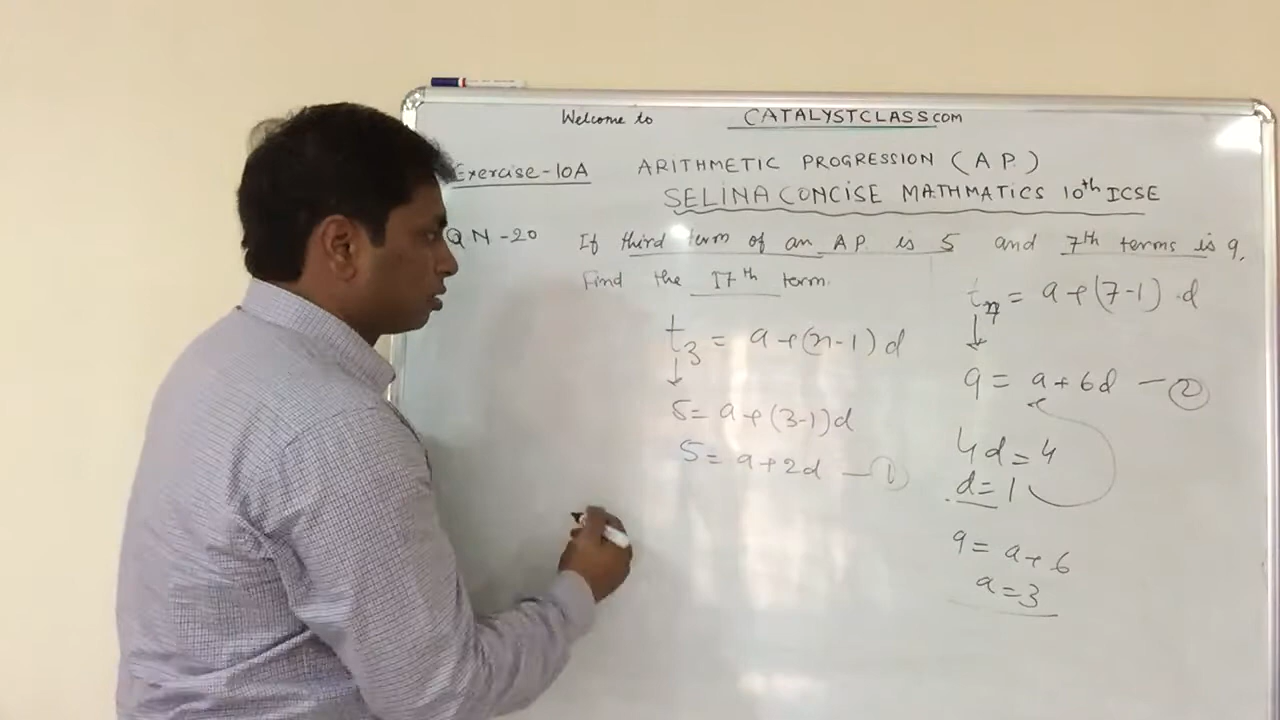 Welcome to CATALYSTCLASS com
Exercise-10A ARITHMETIC PROGRESSION (A P.)
SELINA CONCISE MATHMATICS 10th ICSE
Q N - 20 If third term of an AP. is 5 and 7th terms is 9,
Find the 17th term.
t3 = a+(n-1)d
5= a+(3-1)d
5= a+2d — 1
t7 = a+(7-1).d
9= a+6d — 2
4d=4
d=1
9= a+6
a=3